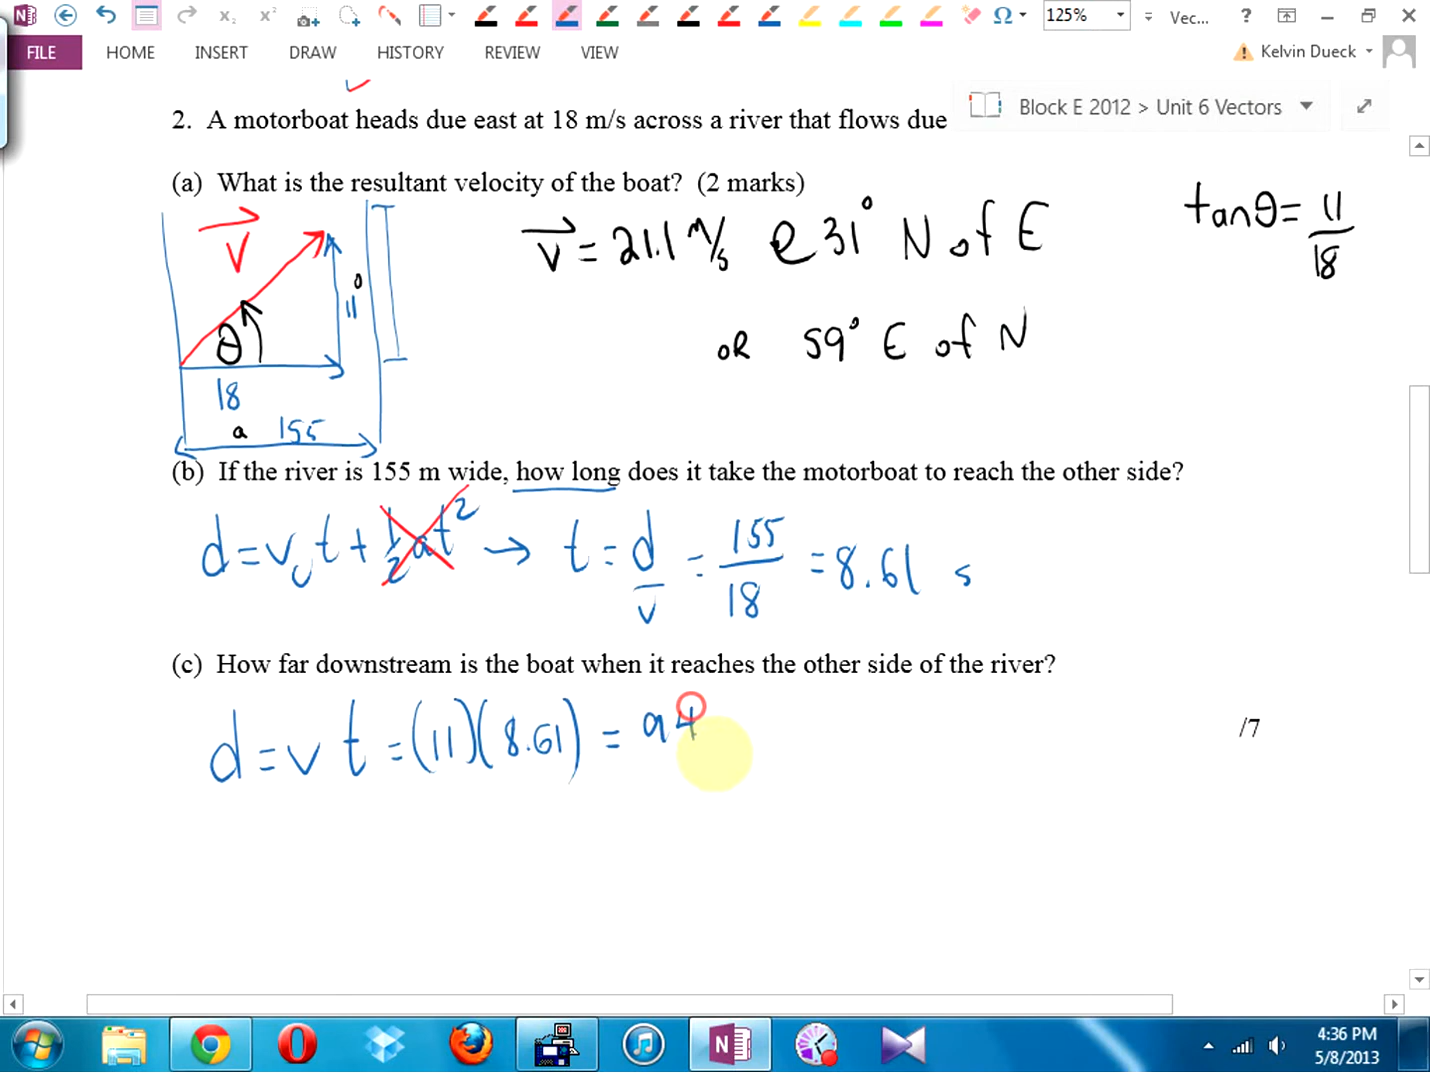 x₂ x² Ω 125% Vec... ?
FILE HOME INSERT DRAW HISTORY REVIEW VIEW Kelvin Dueck
Block E 2012 > Unit 6 Vectors
2. A motorboat heads due east at 18 m/s across a river that flows due
(a) What is the resultant velocity of the boat? (2 marks)
v = 21.1 m/s @ 31° N of E
tanθ = 11/18
OR 59° E of N
v
θ
11
o
18
a
155
(b) If the river is 155 m wide, how long does it take the motorboat to reach the other side?
d = v₀t + ½at² → t = d/v = 155/18 = 8.61 s
(c) How far downstream is the boat when it reaches the other side of the river?
d = v t = (11)(8.61) = 94
/7
4:36 PM
5/8/2013